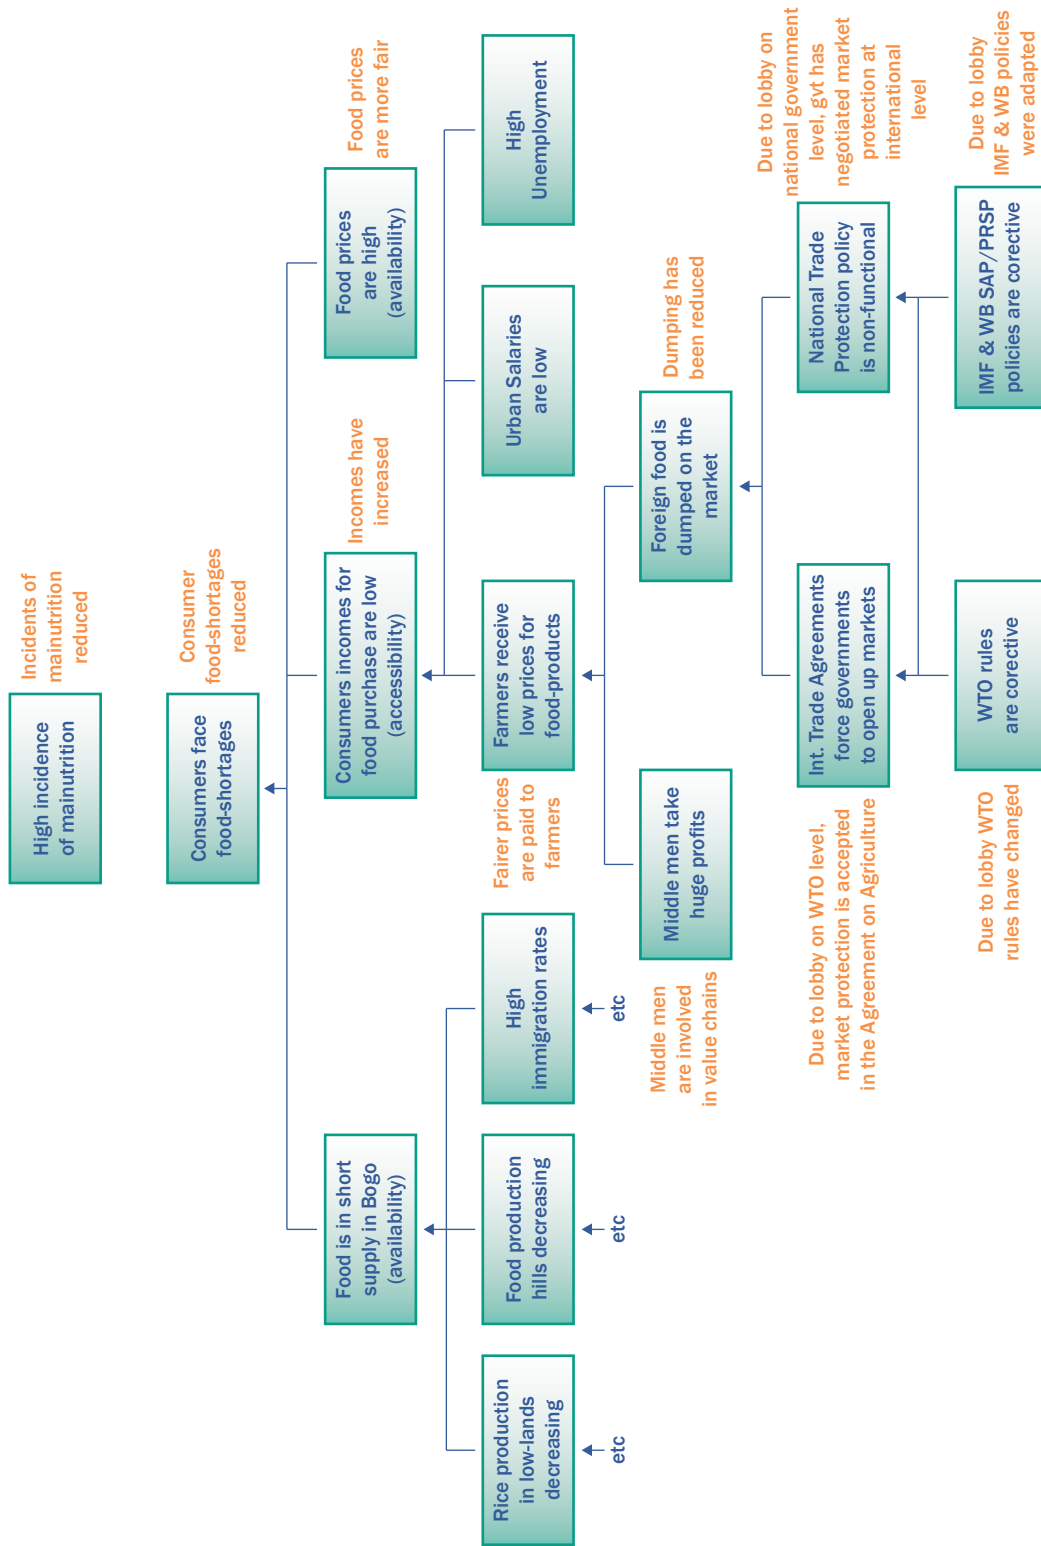 Incidents of
mainutrition
reduced
High incidence
of mainutrition
Consumer
food-shortages
reduced
Consumers face
food-shortages
Food is in short
supply in Bogo
(availability)
Incomes have
increased
Consumers incomes for
food purchase are low
(accessibility)
Food prices
are more fair
Food prices
are high
(availability)
Rice production
in low-lands
decreasing
etc
Food production
hills decreasing
etc
High
immigration rates
etc
Fairer prices
are paid to
farmers
Farmers receive
low prices for
food-products
Urban Salaries
are low
High
Unemployment
Middle men
are involved
in value chains
Middle men take
huge profits
Foreign food is
dumped on the
market
Dumping has
been reduced
Due to lobby on WTO level,
market protection is accepted
in the Agreement on Agriculture
Int. Trade Agreements
force governments
to open up markets
National Trade
Protection policy
is non-functional
Due to lobby on
national government
level, gvt has
negotiated market
protection at
international
level
Due to lobby WTO
rules have changed
WTO rules
are corective
IMF & WB SAP/PRSP
policies are corective
Due to lobby
IMF & WB policies
were adapted